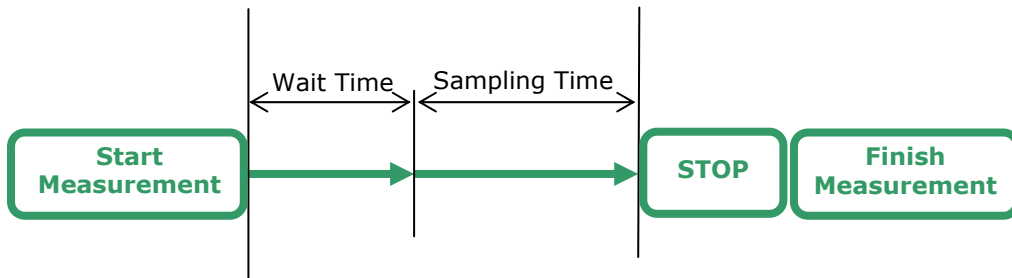 Wait Time
Sampling Time
Start
Measurement
STOP
Finish
Measurement